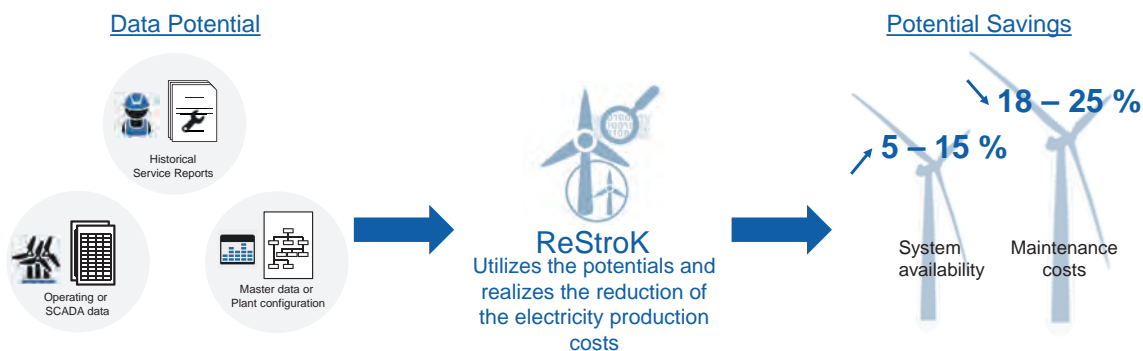 Data Potential
Historical
Service Reports
Operating or
SCADA data
Master data or
Plant configuration
ReStroK
Utilizes the potentials and
realizes the reduction of
the electricity production
costs
Potential Savings
18 – 25 %
5 – 15 %
System
availability
Maintenance
costs